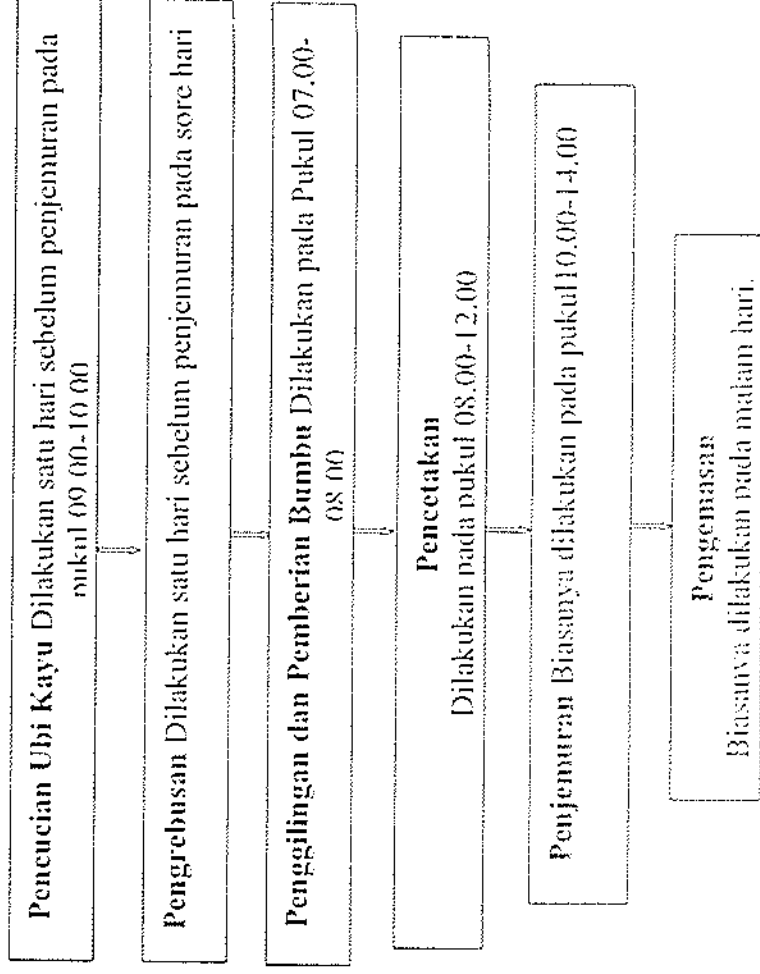 Pencucian Ubi Kayu Dilakukan satu hari sebelum penjemuran pada
pukul 09.00-10.00
Pengrebusan Dilakukan satu hari sebelum penjemuran pada sore hari
Penggilingan dan Pemberian Bumbu Dilakukan pada Pukul 07.00-
08.00
Pencetakan
Dilakukan pada pukul 08.00-12.00
Penjemuran Biasanya dilakukan pada pukul10.00-14.00
Pengemasan
Biasanya dilakukan pada malam hari.